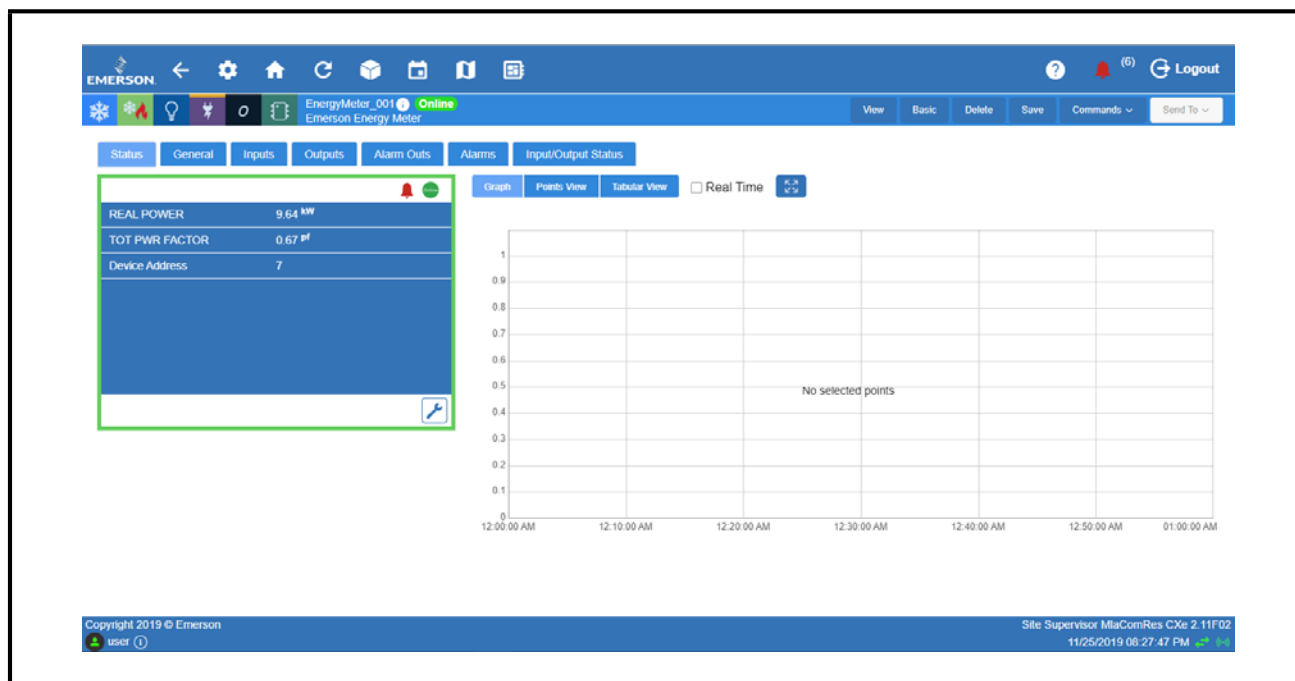 EMERSON
(6) Logout
EnergyMeter_001 Online
Emerson Energy Meter
View Basic Delete Save Commands Send To
Status General Inputs Outputs Alarm Outs Alarms Input/Output Status
Graph Points View Tabular View Real Time
REAL POWER 9.64 kW
TOT PWR FACTOR 0.67 pf
Device Address 7
1
0.9
0.8
0.7
0.6
0.5
No selected points
0.4
0.3
0.2
0.1
0
12:00:00 AM 12:10:00 AM 12:20:00 AM 12:30:00 AM 12:40:00 AM 12:50:00 AM 01:00:00 AM
Copyright 2019 © Emerson
Site Supervisor MlaComRes CXe 2.11F02
user
11/25/2019 08:27:47 PM